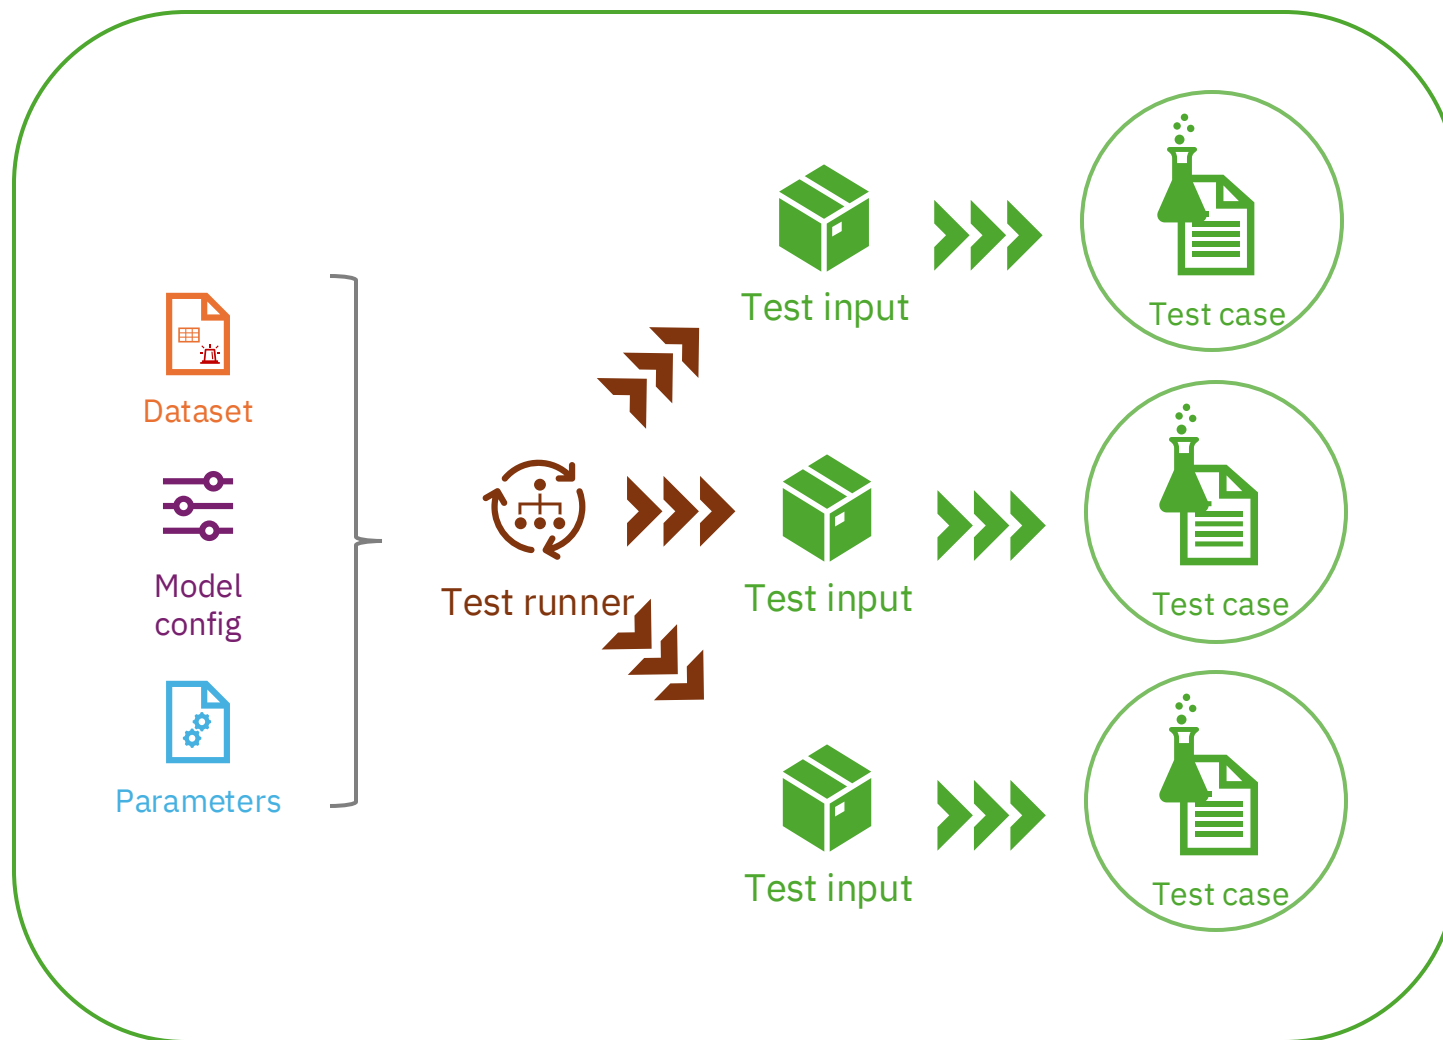 Dataset
Model
config
Parameters
Test runner
Test input
Test case
Test input
Test case
Test input
Test case